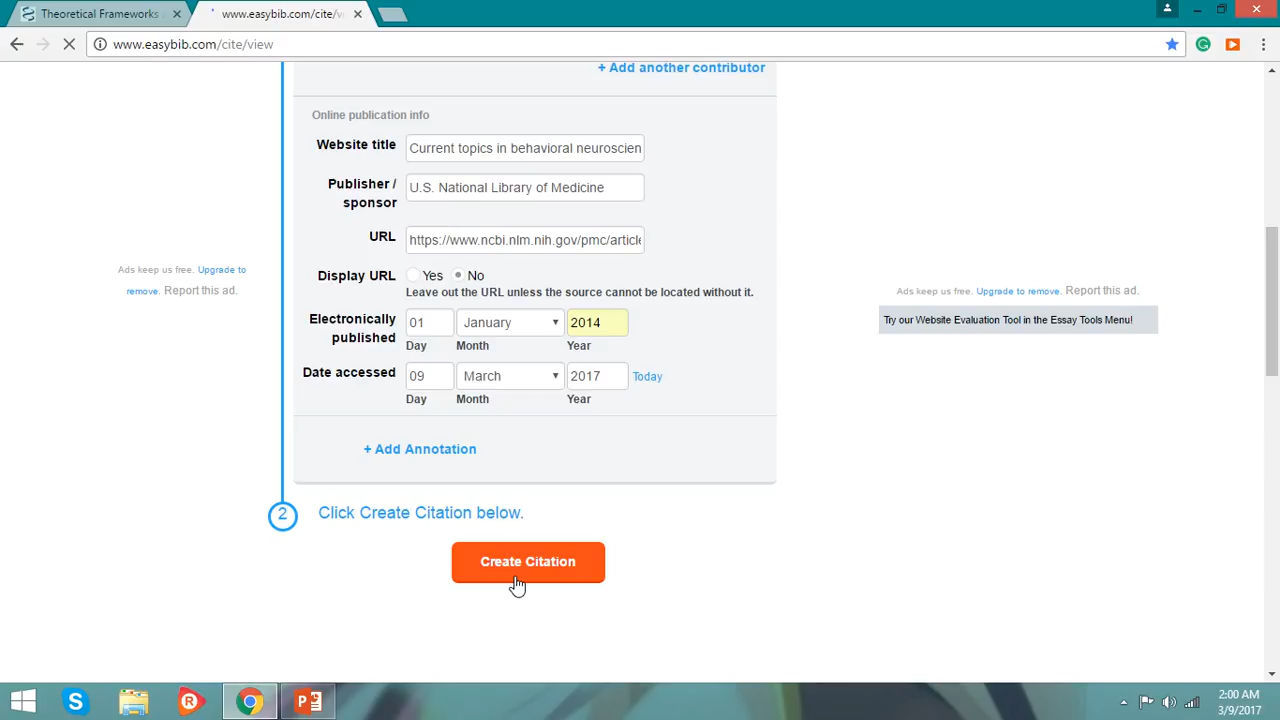 Theoretical Frameworks
www.easybib.com/cite/v
www.easybib.com/cite/view
+ Add another contributor
Online publication info
Website title
Current topics in behavioral neuroscien
Publisher /
sponsor
U.S. National Library of Medicine
URL
https://www.ncbi.nlm.nih.gov/pmc/article
Display URL
Yes
No
Leave out the URL unless the source cannot be located without it.
Electronically
published
01
January
2014
Day
Month
Year
Date accessed
09
March
2017
Today
Day
Month
Year
+ Add Annotation
2
Click Create Citation below.
Create Citation
Ads keep us free. Upgrade to
remove. Report this ad.
Ads keep us free. Upgrade to remove. Report this ad.
Try our Website Evaluation Tool in the Essay Tools Menu!
2:00 AM
3/9/2017